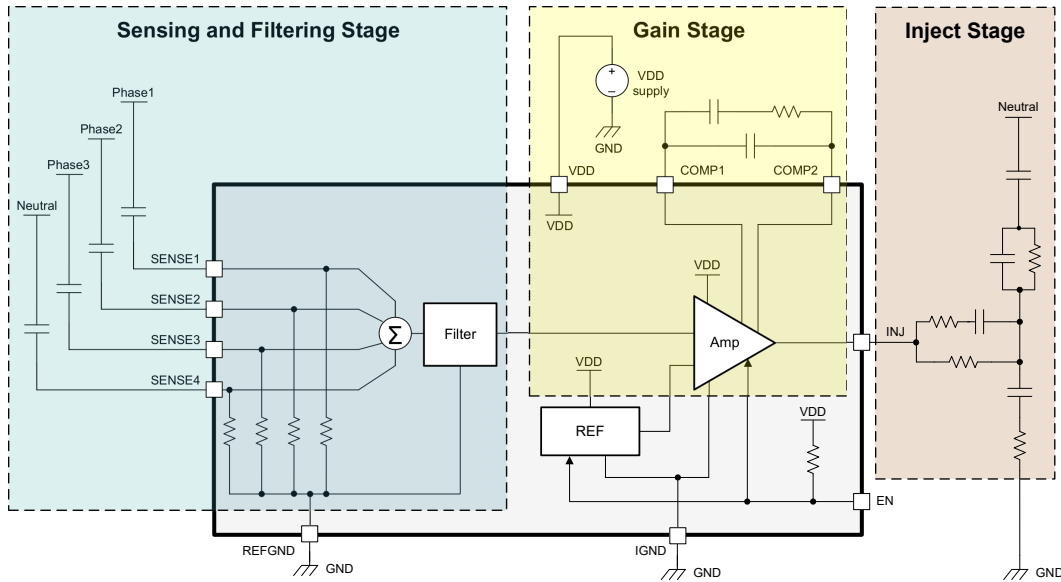 Sensing and Filtering Stage
Gain Stage
Inject Stage
Phase1
Phase2
Phase3
Neutral
+
–
VDD
supply
GND
Neutral
VDD
COMP1
COMP2
VDD
SENSE1
SENSE2
SENSE3
SENSE4
Σ
Filter
VDD
Amp
INJ
VDD
REF
VDD
EN
REFGND
GND
IGND
GND
GND